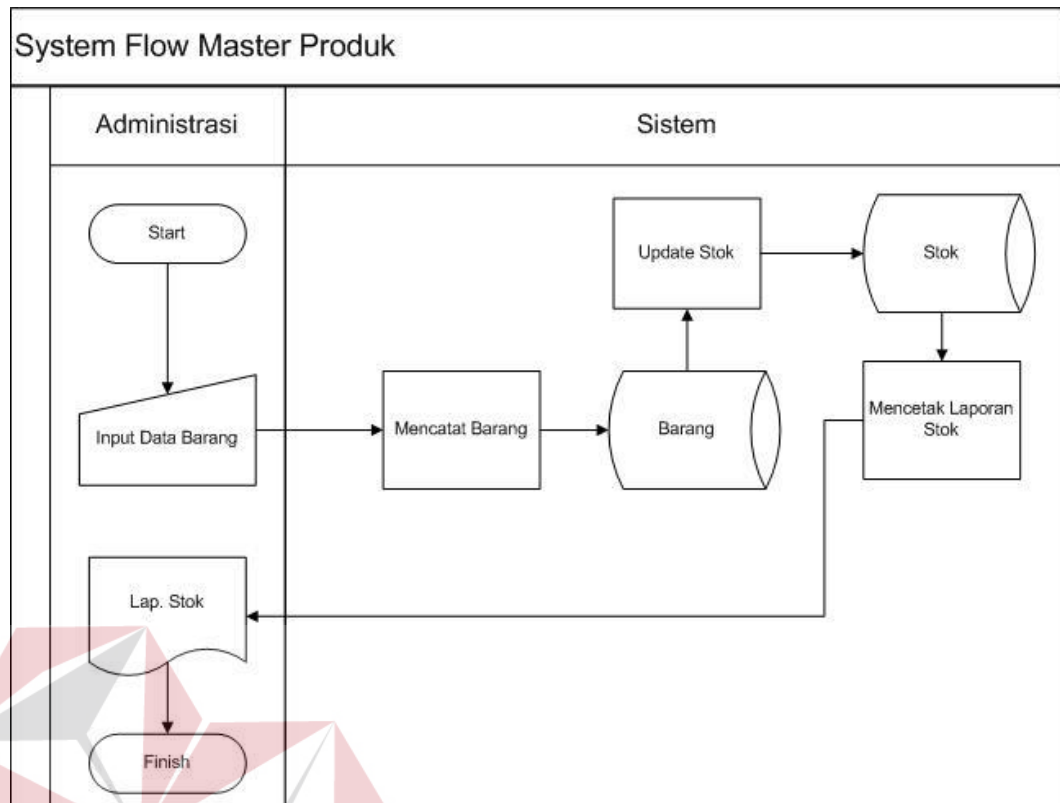 System Flow Master Produk
Administrasi
Sistem
Start
Update Stok
Stok
Input Data Barang
Mencatat Barang
Barang
Mencetak Laporan
Stok
Lap. Stok
Finish